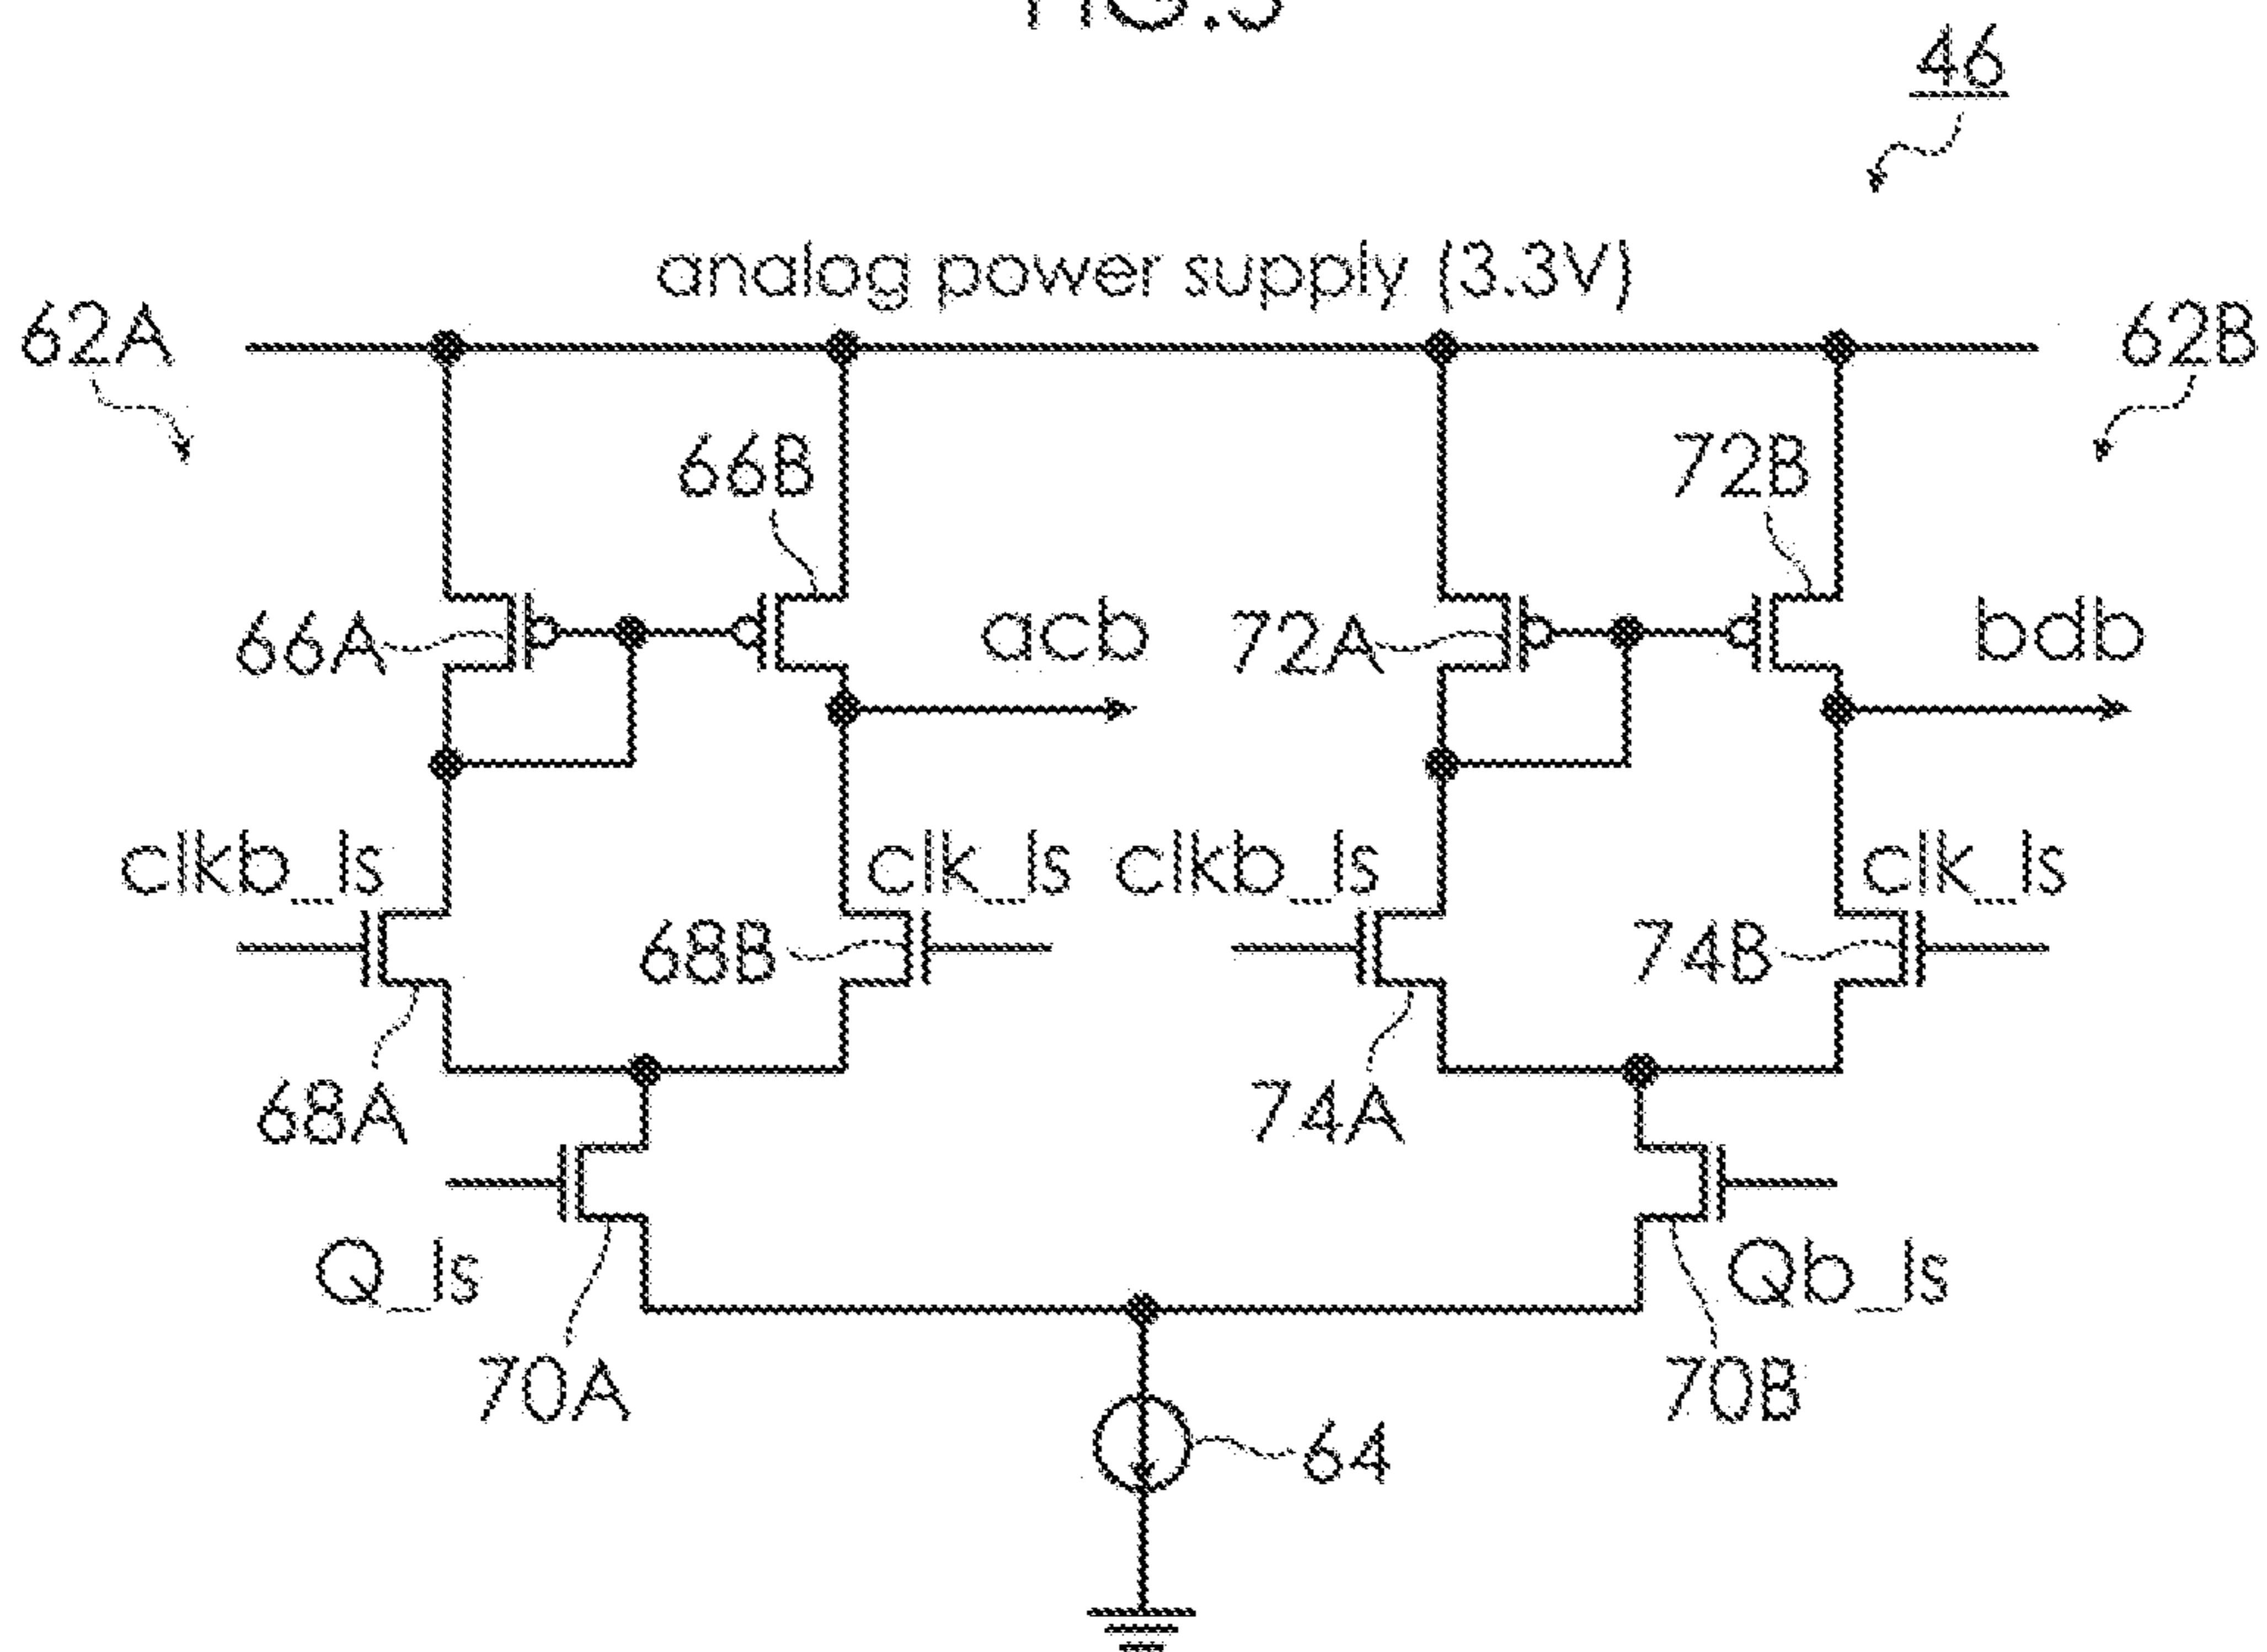 46
analog power supply (3.3V)
62A
62B
66B
72B
66A
acb
72A
bdb
clkb_ls
clk_ls
clkb_ls
clk_ls
68B
74B
68A
74A
Q_ls
Qb_ls
70A
70B
64